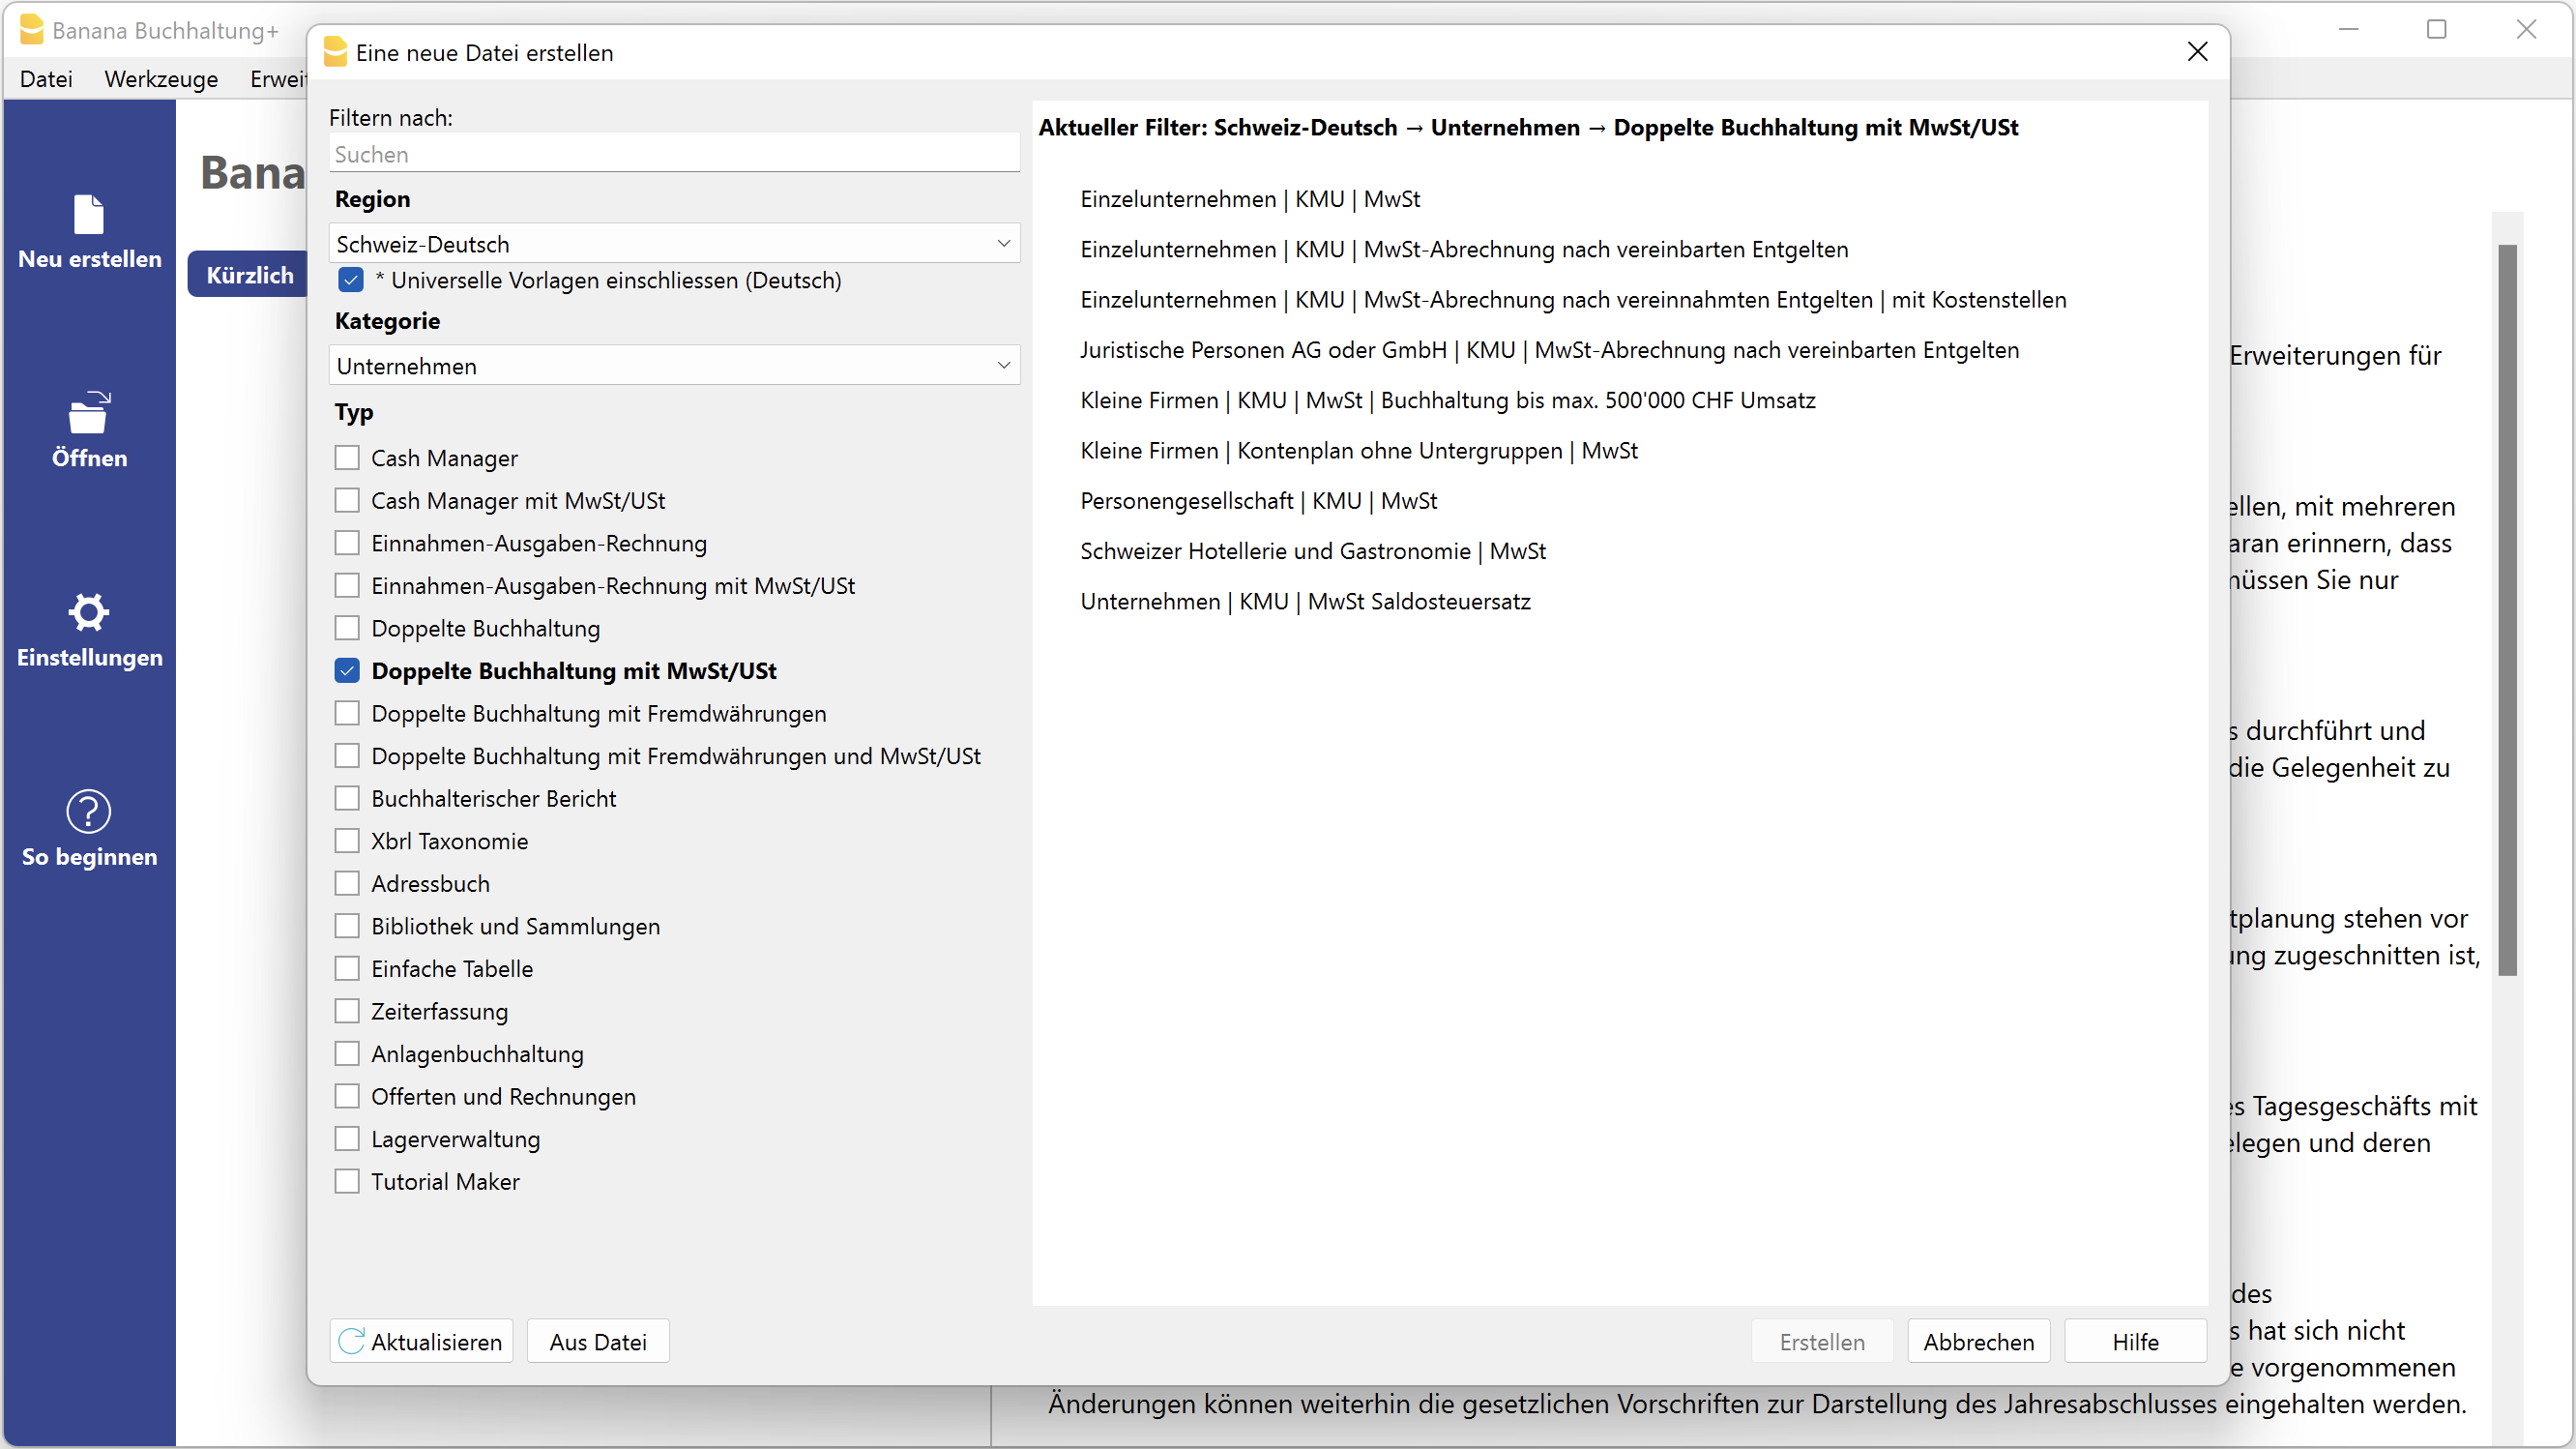 Banana Buchhaltung+
Datei Werkzeuge
Neu erstellen
Öffnen
Einstellungen
So beginnen
Kürzlich
Eine neue Datei erstellen
Filtern nach:
Suchen
Region
Schweiz-Deutsch
* Universelle Vorlagen einschliessen (Deutsch)
Kategorie
Unternehmen
Typ
Cash Manager
Cash Manager mit MwSt/USt
Einnahmen-Ausgaben-Rechnung
Einnahmen-Ausgaben-Rechnung mit MwSt/USt
Doppelte Buchhaltung
Doppelte Buchhaltung mit MwSt/USt
Doppelte Buchhaltung mit Fremdwährungen
Doppelte Buchhaltung mit Fremdwährungen und MwSt/USt
Buchhalterischer Bericht
Xbrl Taxonomie
Adressbuch
Bibliothek und Sammlungen
Einfache Tabelle
Zeiterfassung
Anlagenbuchhaltung
Offerten und Rechnungen
Lagerverwaltung
Tutorial Maker
Aktualisieren
Aus Datei
Aktueller Filter: Schweiz-Deutsch → Unternehmen → Doppelte Buchhaltung mit MwSt/USt
Einzelunternehmen | KMU | MwSt
Einzelunternehmen | KMU | MwSt-Abrechnung nach vereinbarten Entgelten
Einzelunternehmen | KMU | MwSt-Abrechnung nach vereinnahmten Entgelten | mit Kostenstellen
Juristische Personen AG oder GmbH | KMU | MwSt-Abrechnung nach vereinbarten Entgelten
Kleine Firmen | KMU | MwSt | Buchhaltung bis max. 500'000 CHF Umsatz
Kleine Firmen | Kontenplan ohne Untergruppen | MwSt
Personengesellschaft | KMU | MwSt
Schweizer Hotellerie und Gastronomie | MwSt
Unternehmen | KMU | MwSt Saldosteuersatz
Erstellen
Abbrechen
Hilfe
Erweiterungen für
mit mehreren
erinnern, dass
Sie nur
durchführt und
die Gelegenheit zu
stehen vor
zugeschnitten ist,
Tagesgeschäfts mit
und deren
des
hat sich nicht
vorgenommenen
Änderungen können weiterhin die gesetzlichen Vorschriften zur Darstellung des Jahresabschlusses eingehalten werden.